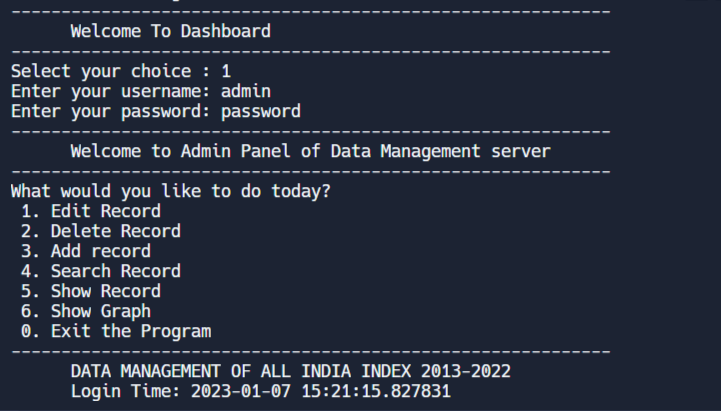 ------------------------------------------------------------
Welcome To Dashboard
------------------------------------------------------------
Select your choice : 1
Enter your username: admin
Enter your password: password
------------------------------------------------------------
Welcome to Admin Panel of Data Management server
------------------------------------------------------------
What would you like to do today?
1. Edit Record
2. Delete Record
3. Add record
4. Search Record
5. Show Record
6. Show Graph
0. Exit the Program
------------------------------------------------------------
DATA MANAGEMENT OF ALL INDIA INDEX 2013-2022
Login Time: 2023-01-07 15:21:15.827831